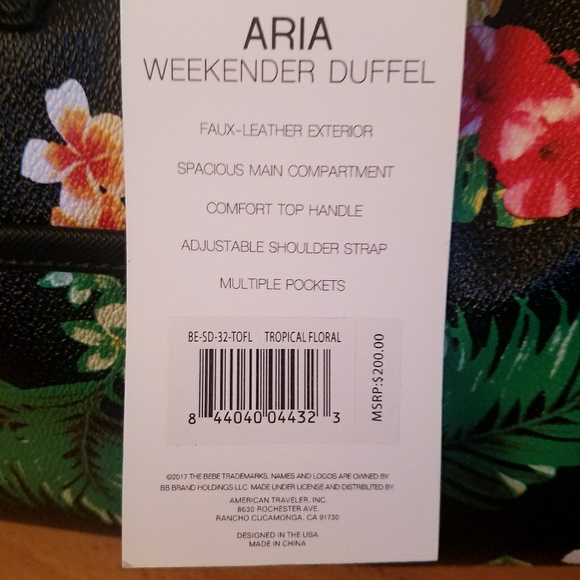 ARIA
WEEKENDER DUFFEL
FAUX-LEATHER EXTERIOR
SPACIOUS MAIN COMPARTMENT
COMFORT TOP HANDLE
ADJUSTABLE SHOULDER STRAP
MULTIPLE POCKETS
BE-SD-32-TOFL TROPICAL FLORAL
8 44040 04432 3
MSRP:$200.00
©2017 THE BEBE TRADEMARKS, NAMES AND LOGOS ARE OWNED BY
BB BRAND HOLDINGS LLC. MADE UNDER LICENSE AND DISTRIBUTED BY:
AMERICAN TRAVELER, INC.
8630 ROCHESTER AVE.
RANCHO CUCAMONGA, CA 91730
DESIGNED IN THE USA
MADE IN CHINA